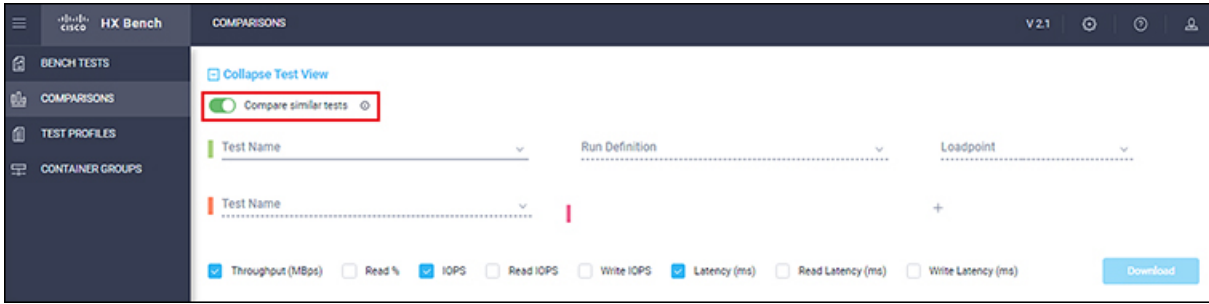 cisco HX Bench COMPARISONS V 2.1
BENCH TESTS
COMPARISONS
TEST PROFILES
CONTAINER GROUPS
Collapse Test View
Compare similar tests
Test Name Run Definition Loadpoint
Test Name
Throughput (MBps) Read % IOPS Read IOPS Write IOPS Latency (ms) Read Latency (ms) Write Latency (ms) Download